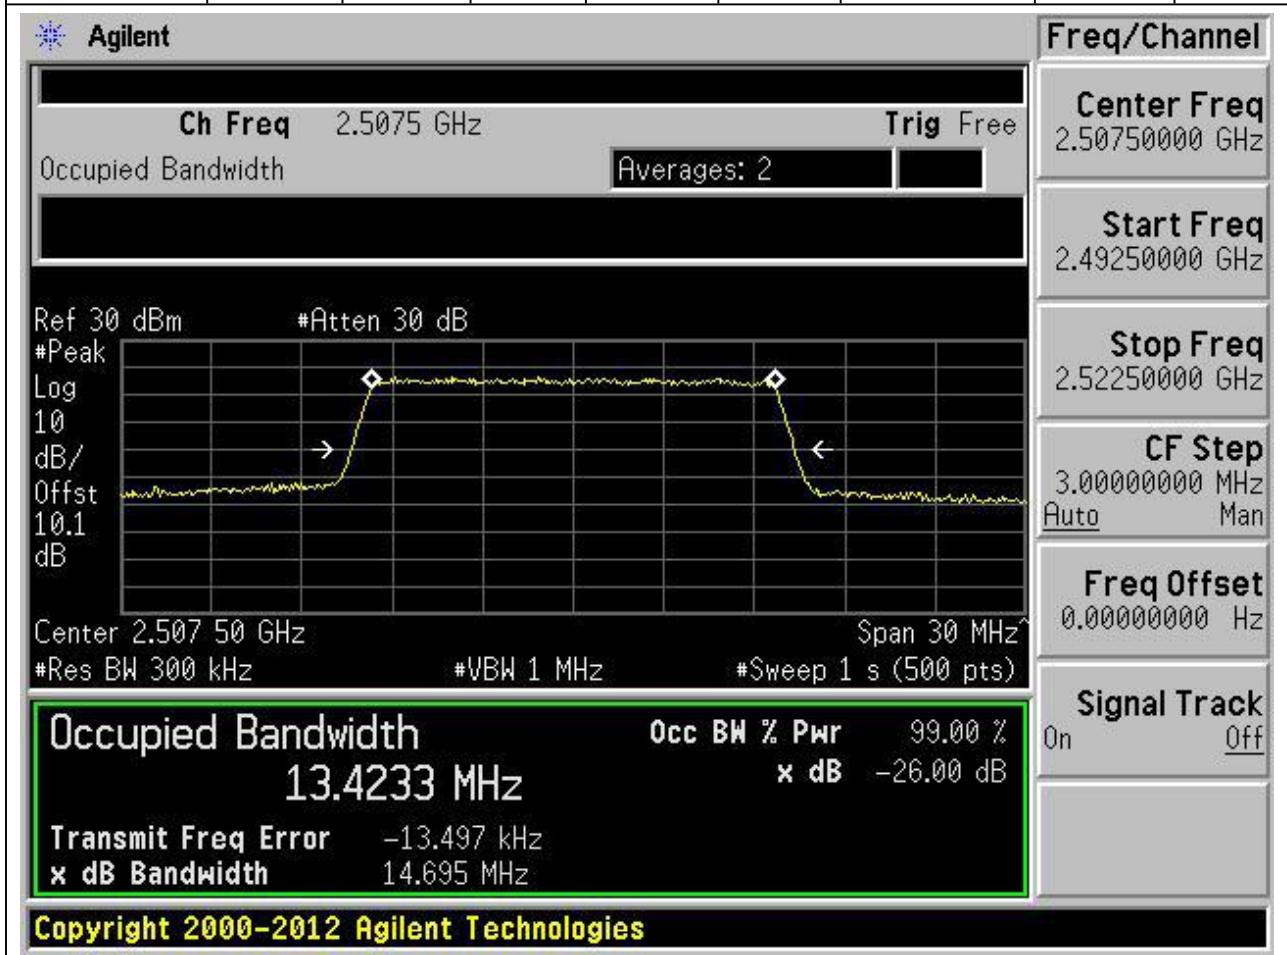 Agilent
Freq/Channel
Ch Freq 2.5075 GHz Trig Free
Occupied Bandwidth Averages: 2
Center Freq
2.50750000 GHz
Start Freq
2.49250000 GHz
Stop Freq
2.52250000 GHz
CF Step
3.00000000 MHz
Auto Man
Freq Offset
0.00000000 Hz
Signal Track
On Off
Ref 30 dBm #Atten 30 dB
#Peak
Log
10
dB/
Offst
10.1
dB
Center 2.507 50 GHz Span 30 MHz^
#Res BW 300 kHz #VBW 1 MHz #Sweep 1 s (500 pts)
Occupied Bandwidth Occ BW % Pwr 99.00 %
13.4233 MHz x dB -26.00 dB
Transmit Freq Error -13.497 kHz
x dB Bandwidth 14.695 MHz
Copyright 2000-2012 Agilent Technologies